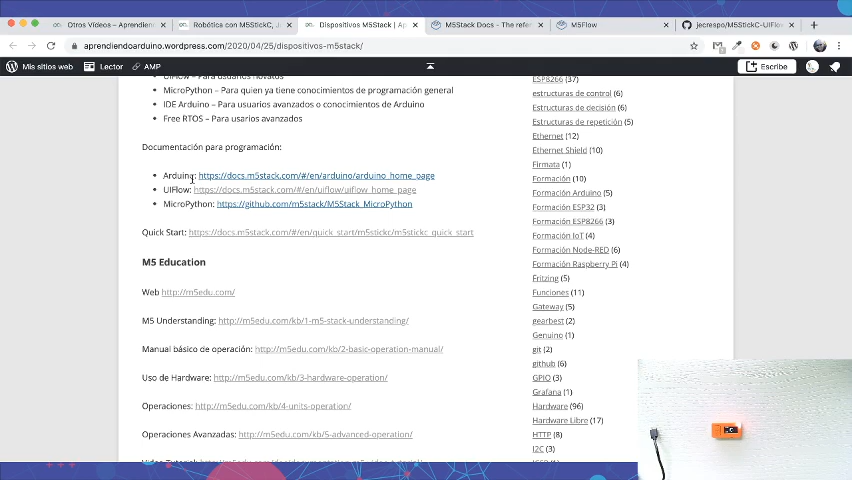 Otros Vídeos – Aprendien
Robótica con M5StickC, J
Dispositivos M5Stack | Ap
M5Stack Docs - The refer
M5Flow
jecrespo/M5StickC-UIFlow
aprendiendoarduino.wordpress.com/2020/04/25/dispositivos-m5stack/
Mis sitios web
Lector
AMP
Escribe
UIFlow – Para usuarios novatos
MicroPython – Para quien ya tiene conocimientos de programación general
IDE Arduino – Para usuarios avanzados o conocimientos de Arduino
Free RTOS – Para usarios avanzados
Documentación para programación:
Arduino: https://docs.m5stack.com/#/en/arduino/arduino_home_page
UIFlow: https://docs.m5stack.com/#/en/uiflow/uiflow_home_page
MicroPython: https://github.com/m5stack/M5Stack_MicroPython
Quick Start: https://docs.m5stack.com/#/en/quick_start/m5stickc/m5stickc_quick_start
M5 Education
Web http://m5edu.com/
M5 Understanding: http://m5edu.com/kb/1-m5-stack-understanding/
Manual básico de operación: http://m5edu.com/kb/2-basic-operation-manual/
Uso de Hardware: http://m5edu.com/kb/3-hardware-operation/
Operaciones: http://m5edu.com/kb/4-units-operation/
Operaciones Avanzadas: http://m5edu.com/kb/5-advanced-operation/
ESP8266 (37)
estructuras de control (6)
Estructuras de decisión (6)
Estructuras de repetición (5)
Ethernet (12)
Ethernet Shield (10)
Firmata (1)
Formación (10)
Formación Arduino (5)
Formación ESP32 (3)
Formación ESP8266 (3)
Formación IoT (4)
Formación Node-RED (6)
Formación Raspberry Pi (4)
Fritzing (5)
Funciones (11)
Gateway (5)
gearbest (2)
Genuino (1)
git (2)
github (6)
GPIO (3)
Grafana (1)
Hardware (96)
Hardware Libre (17)
HTTP (8)
I2C (3)